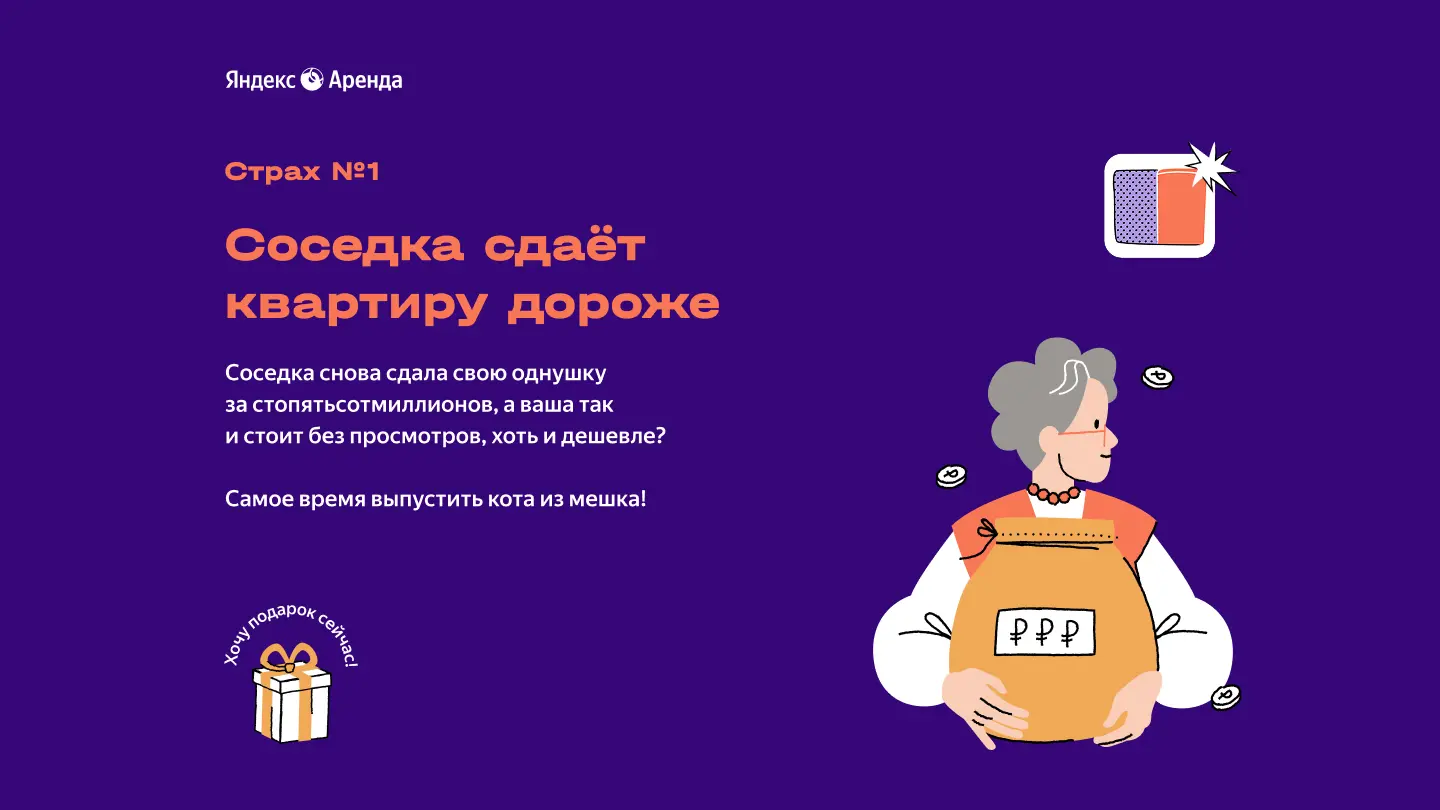 Яндекс Аренда
Страх №1
Соседка сдаёт
квартиру дороже
Соседка снова сдала свою однушку
за стопятьсотмиллионов, а ваша так
и стоит без просмотров, хоть и дешевле?
Самое время выпустить кота из мешка!
Хочу подарок сейчас!
₽ ₽ ₽